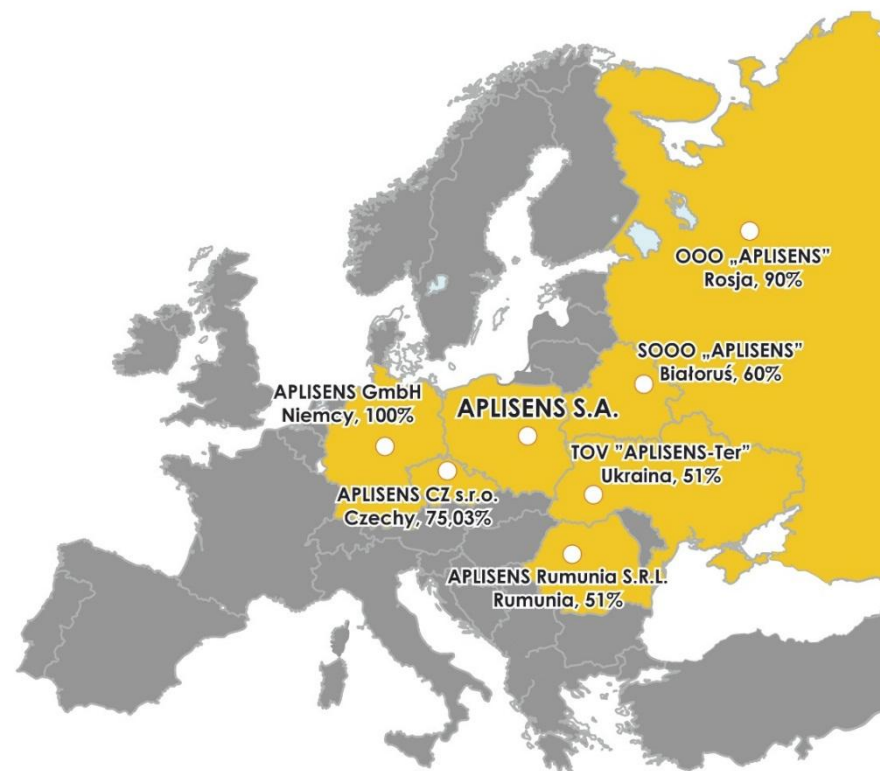 OOO „APLISENS”
Rosja, 90%
SOOO „APLISENS”
Białoruś, 60%
APLISENS GmbH
Niemcy, 100%
APLISENS S.A.
TOV "APLISENS-Ter"
Ukraina, 51%
APLISENS CZ s.r.o.
Czechy, 75,03%
APLISENS Rumunia S.R.L.
Rumunia, 51%